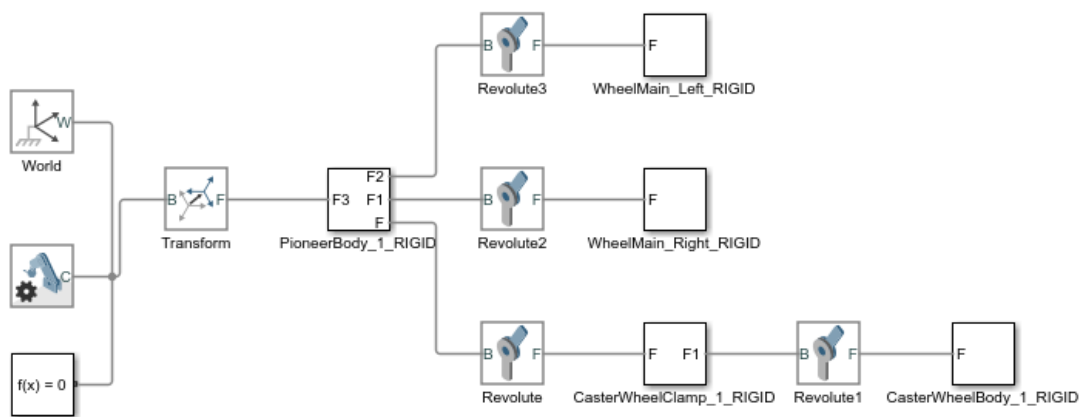 B F
Revolute3
F
WheelMain_Left_RIGID
W
World
B F
Transform
F3 F2
F1
F
PioneerBody_1_RIGID
B F
Revolute2
F
WheelMain_Right_RIGID
C
f(x) = 0
B F
Revolute
F F1
CasterWheelClamp_1_RIGID
B F
Revolute1
F
CasterWheelBody_1_RIGID